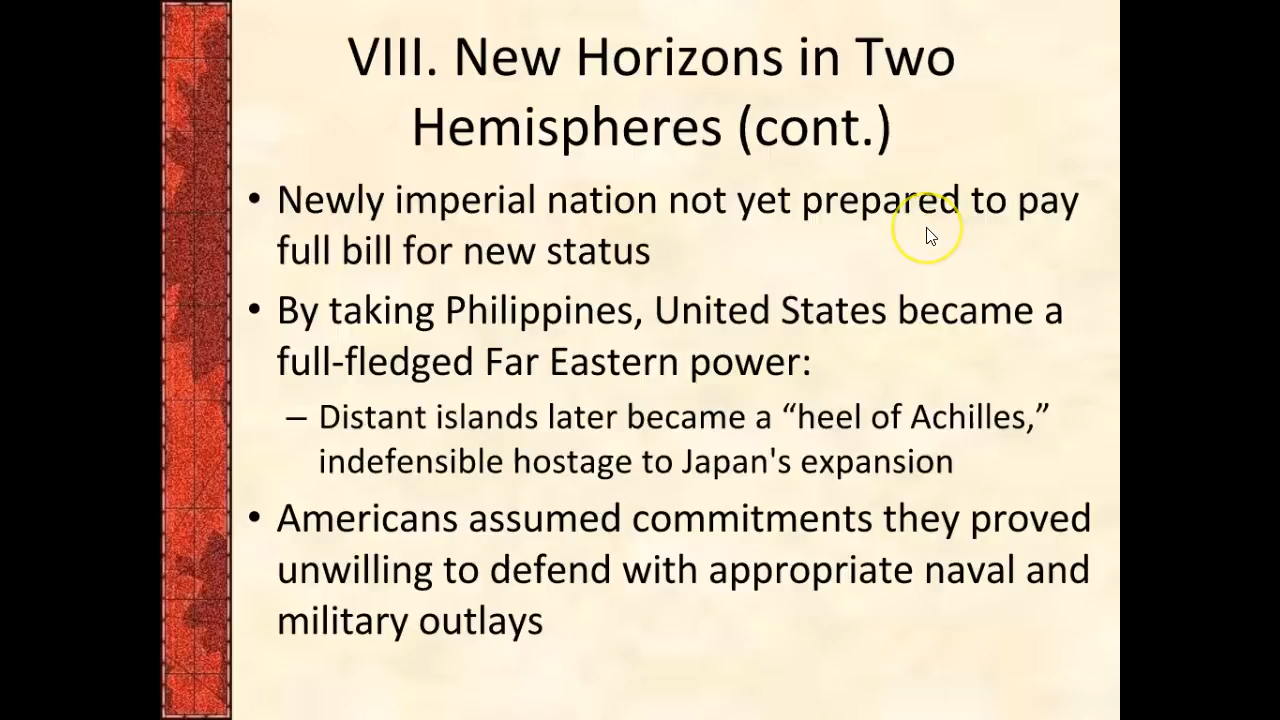 VIII. New Horizons in Two
Hemispheres (cont.)
• Newly imperial nation not yet prepared to pay
full bill for new status
• By taking Philippines, United States became a
full-fledged Far Eastern power:
– Distant islands later became a “heel of Achilles,”
indefensible hostage to Japan's expansion
• Americans assumed commitments they proved
unwilling to defend with appropriate naval and
military outlays